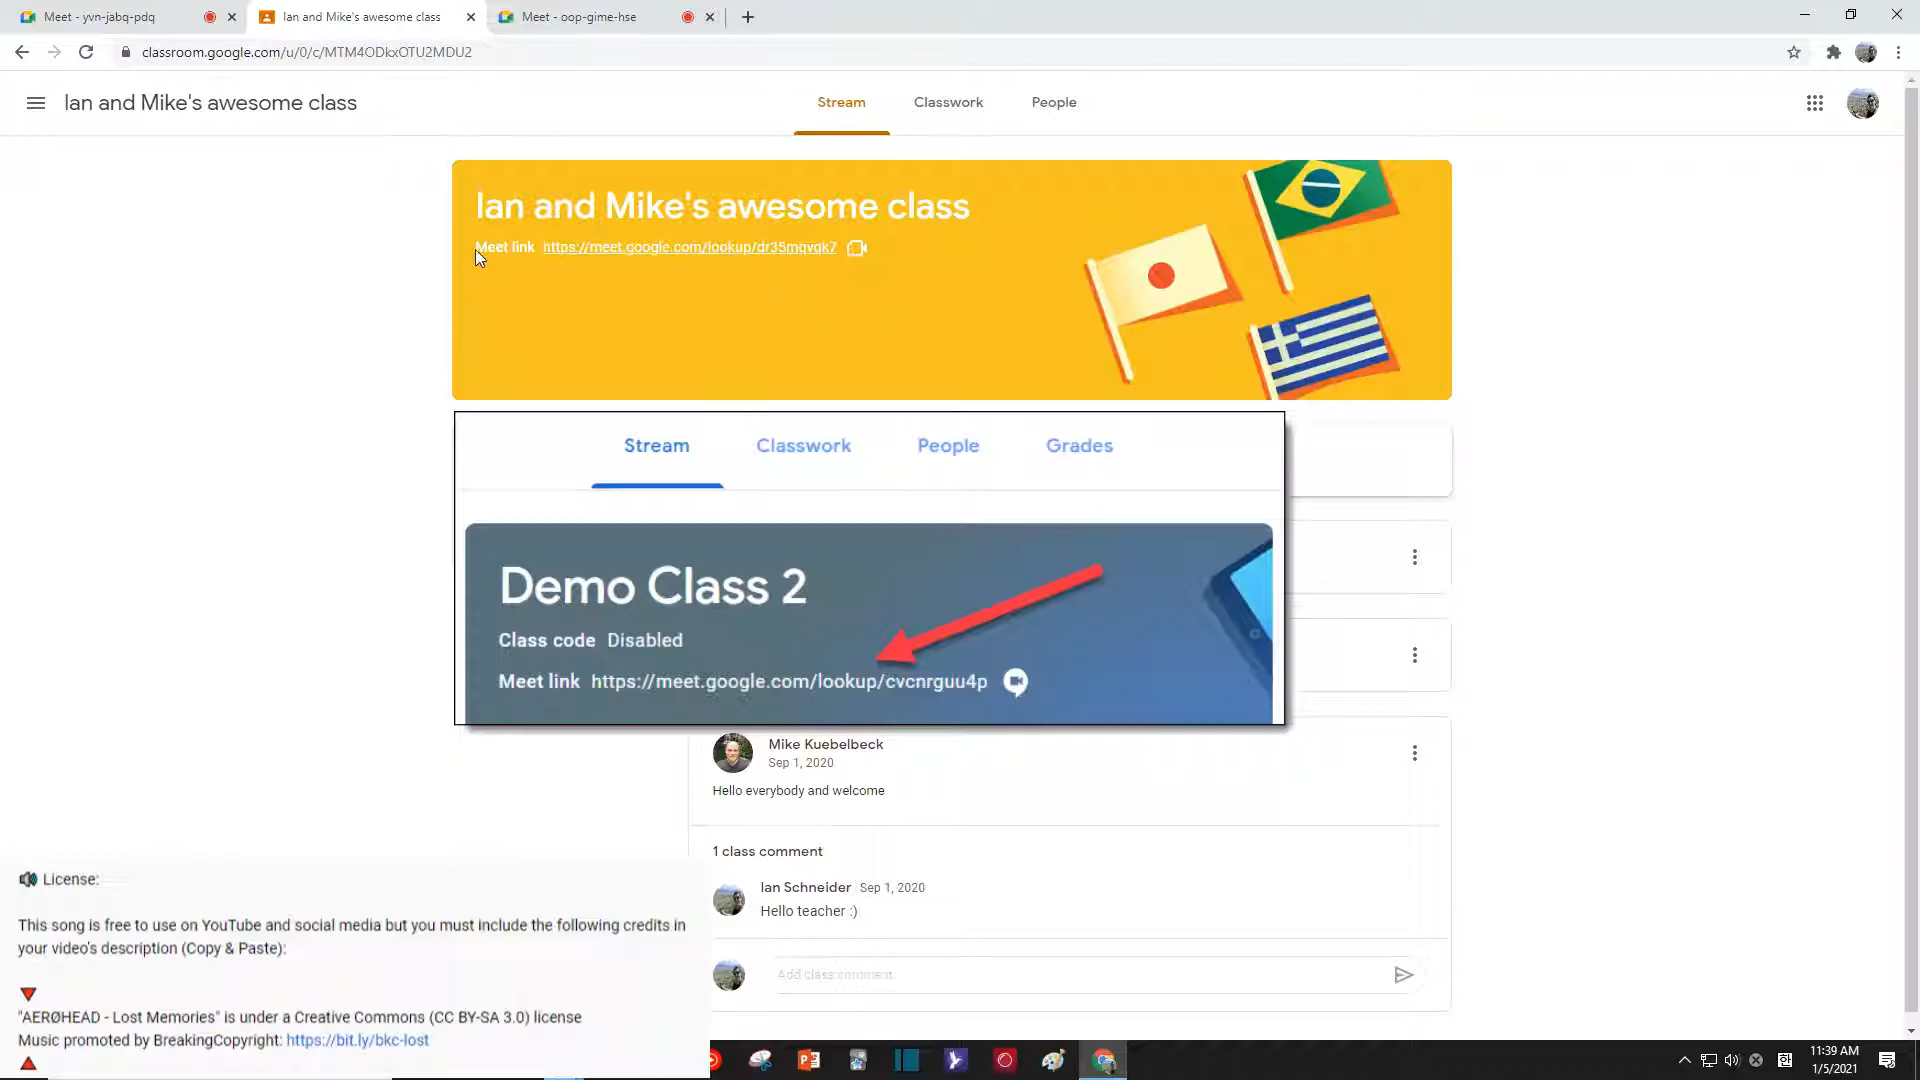 Meet - yvn-jabq-pdq
Ian and Mike's awesome class
Meet - oop-gime-hse
classroom.google.com/u/0/c/MTM4ODkxOTU2MDU2
Ian and Mike's awesome class
Stream
Classwork
People
Ian and Mike's awesome class
Meet link https://meet.google.com/lookup/dr35mqvqk7
Stream
Classwork
People
Grades
Demo Class 2
Class code Disabled
Meet link https://meet.google.com/lookup/cvcnrguu4p
Mike Kuebelbeck
Sep 1, 2020
Hello everybody and welcome
1 class comment
Ian Schneider Sep 1, 2020
Hello teacher :)
Add class comment.
License:
This song is free to use on YouTube and social media but you must include the following credits in
your video's description (Copy & Paste):
"AERØHEAD - Lost Memories" is under a Creative Commons (CC BY-SA 3.0) license
Music promoted by BreakingCopyright: https://bit.ly/bkc-lost
11:39 AM
1/5/2021